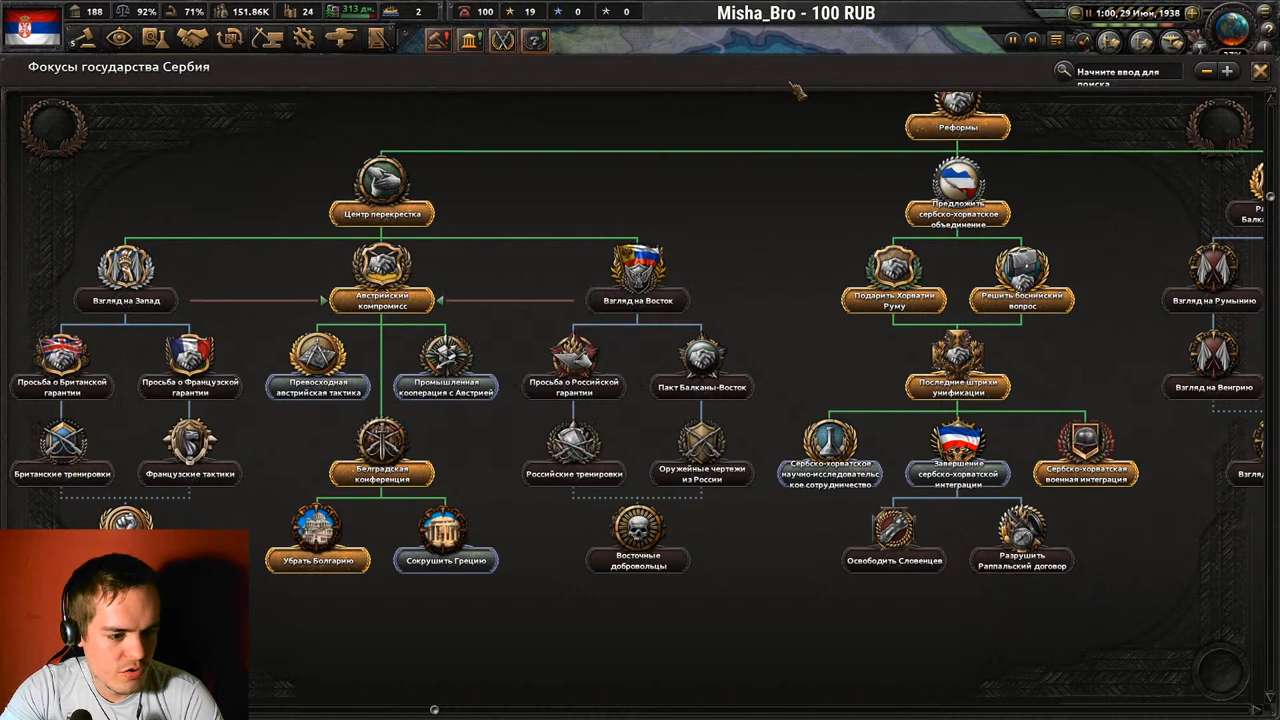 188
92%
71%
151.86K
24
313 дн.
2
100
19
0
0
Misha_Bro - 100 RUB
1:00, 29 Июн, 1938
5
Фокусы государства Сербия
Начните ввод для
поиска
Реформы
Центр перекрестка
Предложить
сербско-хорватское
объединение
Взгляд на Запад
Австрийский
компромисс
Взгляд на Восток
Подарить Хорватии
Руму
Решить боснийский
вопрос
Взгляд на Румынию
Просьба о Британской
гарантии
Просьба о Французской
гарантии
Превосходная
австрийская тактика
Промышленная
кооперация с Австрией
Просьба о Российской
гарантии
Пакт Балканы-Восток
Последние штрихи
унификации
Взгляд на Венгрию
Британские тренировки
Французские тактики
Белградская
конференция
Российские тренировки
Оружейные чертежи
из России
Сербско-хорватское
научно-исследовательс
кое сотрудничество
Завершение
сербско-хорватской
интеграции
Сербско-хорватская
военная интеграция
Убрать Болгарию
Сокрушить Грецию
Восточные
добровольцы
Освободить Словенцев
Разрушить
Раппальский договор